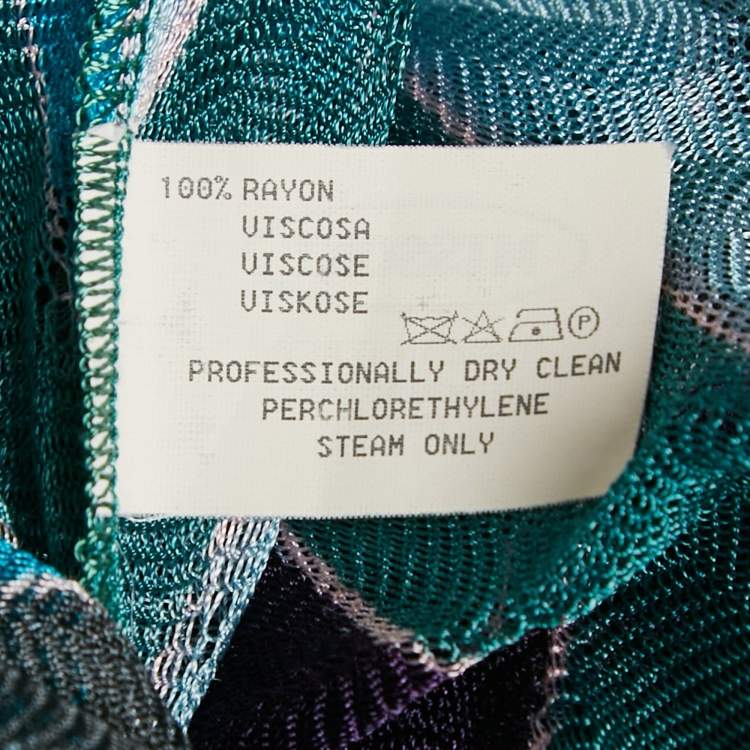 100% RAYON
VISCOSA
VISCOSE
VISKOSE
P
PROFESSIONALLY DRY CLEAN
PERCHLORETHYLENE
STEAM ONLY